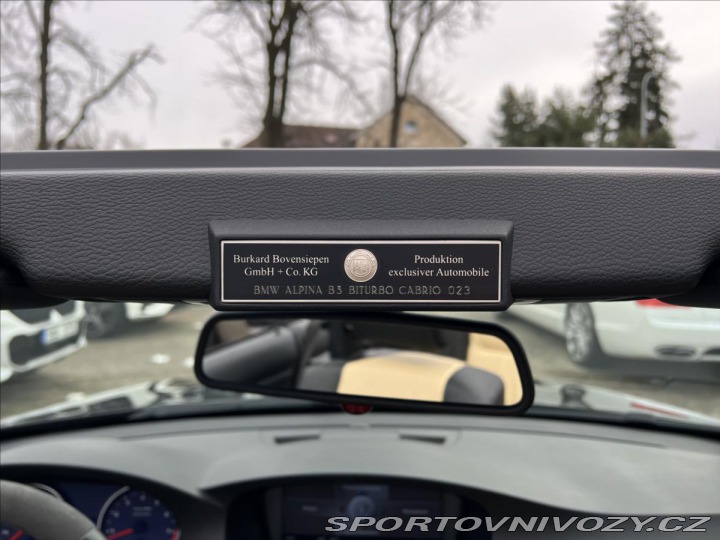 Burkard Bovensiepen
GmbH + Co. KG
Produktion
exclusiver Automobile
BMW ALPINA B3 BITURBO CABRIO 023
SPORTOVNIVOZY.CZ